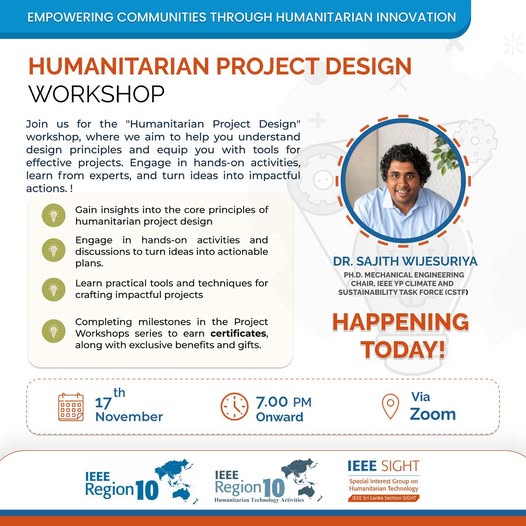 EMPOWERING COMMUNITIES THROUGH HUMANITARIAN INNOVATION
HUMANITARIAN PROJECT DESIGN
WORKSHOP
Join us for the "Humanitarian Project Design"
workshop, where we aim to help you understand
design principles and equip you with tools for
effective projects. Engage in hands-on activities,
learn from experts, and turn ideas into impactful
actions. !
Gain insights into the core principles of
humanitarian project design
Engage in hands-on activities and
discussions to turn ideas into actionable
plans.
Learn practical tools and techniques for
crafting impactful projects
Completing milestones in the Project
Workshops series to earn certificates,
along with exclusive benefits and gifts.
DR. SAJITH WIJESURIYA
PH.D. MECHANICAL ENGINEERING
CHAIR, IEEE YP CLIMATE AND
SUSTAINABILITY TASK FORCE (CSTF)
HAPPENING
TODAY!
17th
November
7.00 PM
Onward
Via
Zoom
IEEE
Region 10
IEEE
Region 10
Humanitarian Technology Activities
IEEE SIGHT
Special Interest Group on
Humanitarian Technology
IEEE Sri Lanka Section SIGHT